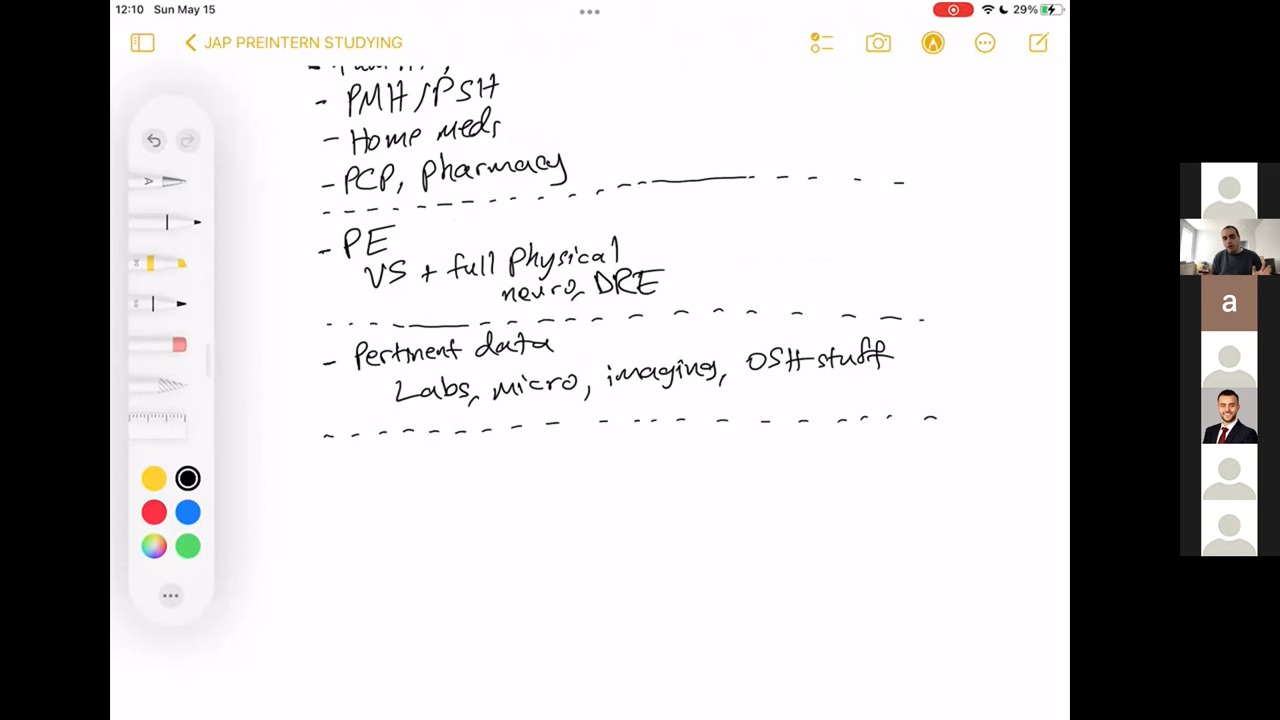 12:10 Sun May 15
29%
JAP PREINTERN STUDYING
- PMH/PSH
- Home meds
- PCP, pharmacy
- PE
VS + full physical
neuro, DRE
- Pertment data
Labs, micro, imaging, OSH stuff
a